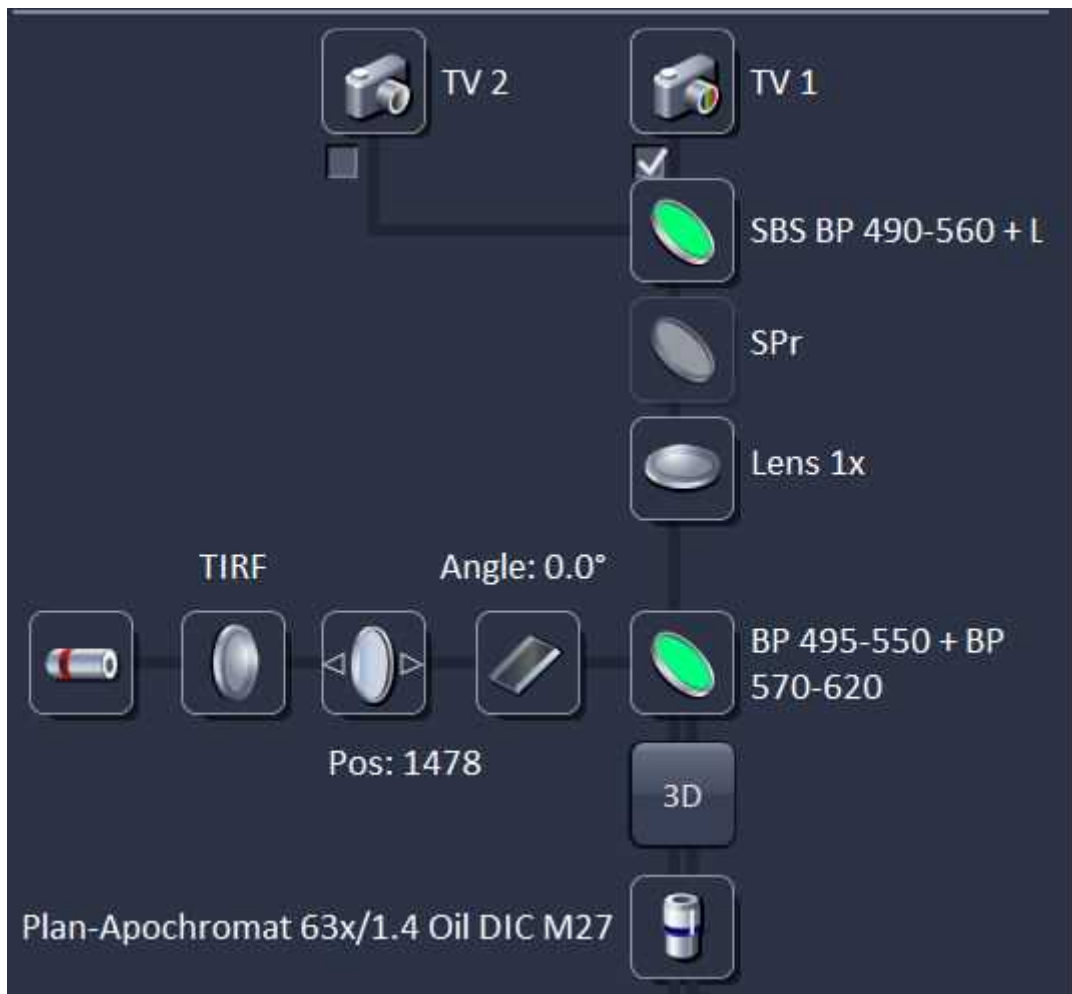 TV 2
TV 1
SBS BP 490-560 + L
SPr
Lens 1x
TIRF
Angle: 0.0°
BP 495-550 + BP
570-620
Pos: 1478
3D
Plan-Apochromat 63x/1.4 Oil DIC M27